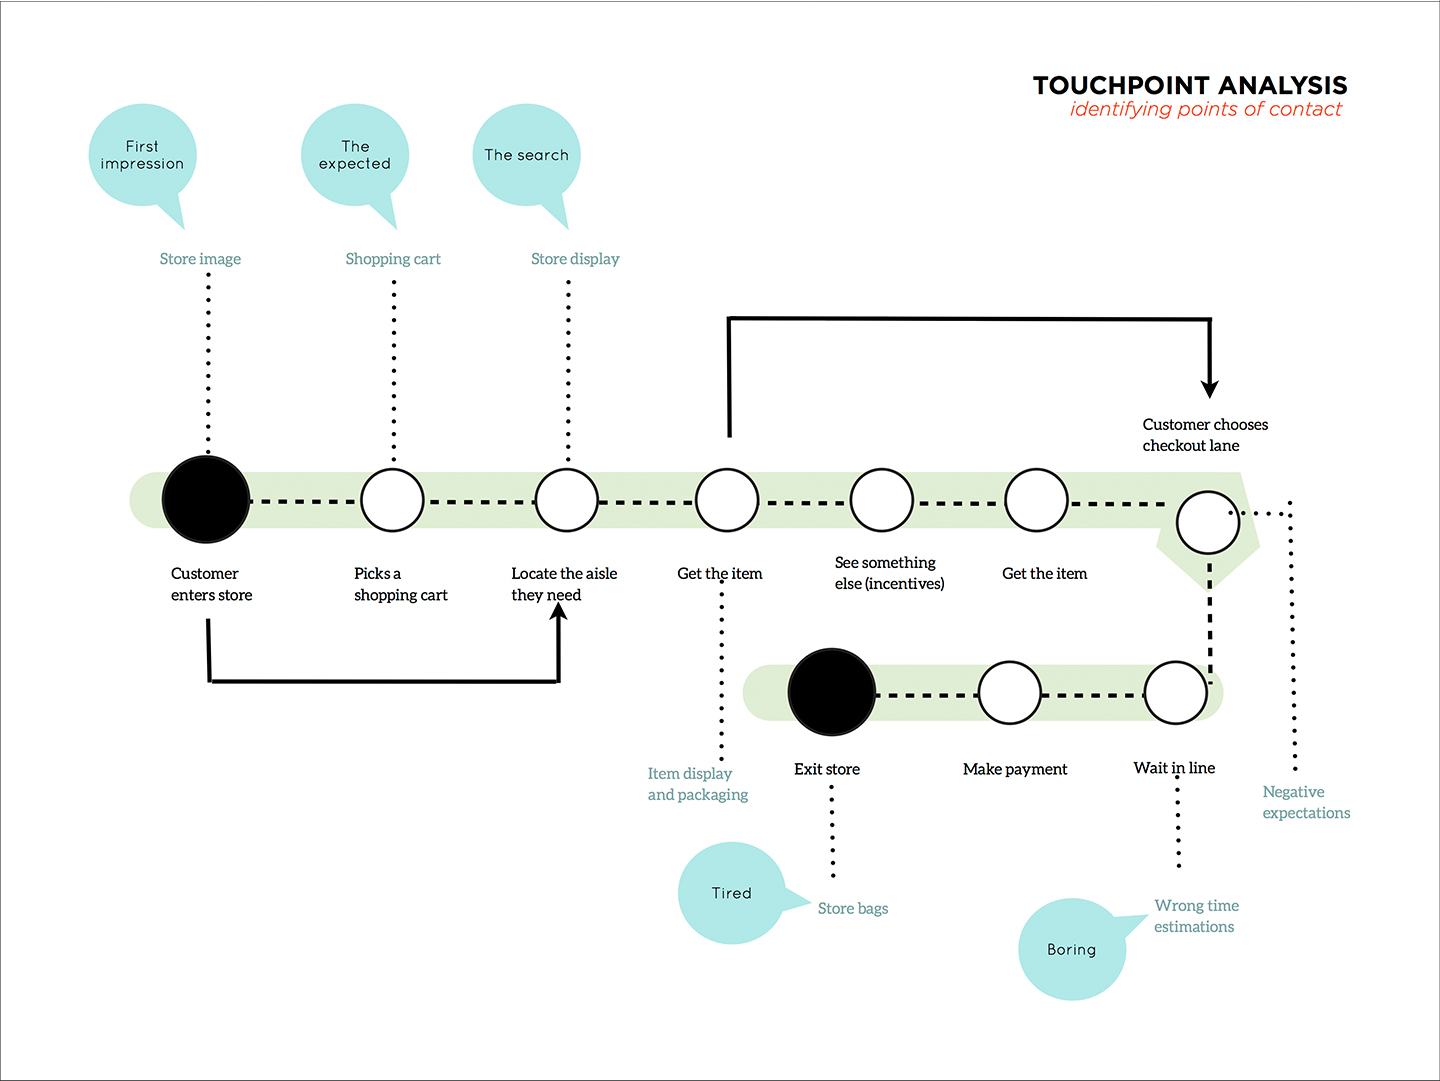 TOUCHPOINT ANALYSIS
identifying points of contact
First
impression
The
expected
The search
Store image
Shopping cart
Store display
Customer chooses
checkout lane
Customer
enters store
Picks a
shopping cart
Locate the aisle
they need
Get the item
See something
else (incentives)
Get the item
Item display
and packaging
Exit store
Make payment
Wait in line
Negative
expectations
Tired
Store bags
Boring
Wrong time
estimations